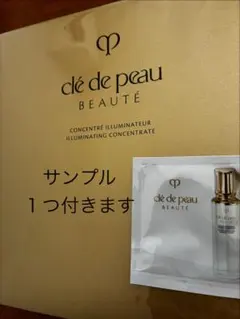 clé de peau
BEAUTÉ
CONCENTRÉ ILLUMINATEUR
ILLUMINATING CONCENTRATE
サンプル
１つ付きます
clé de peau
BEAUTÉ